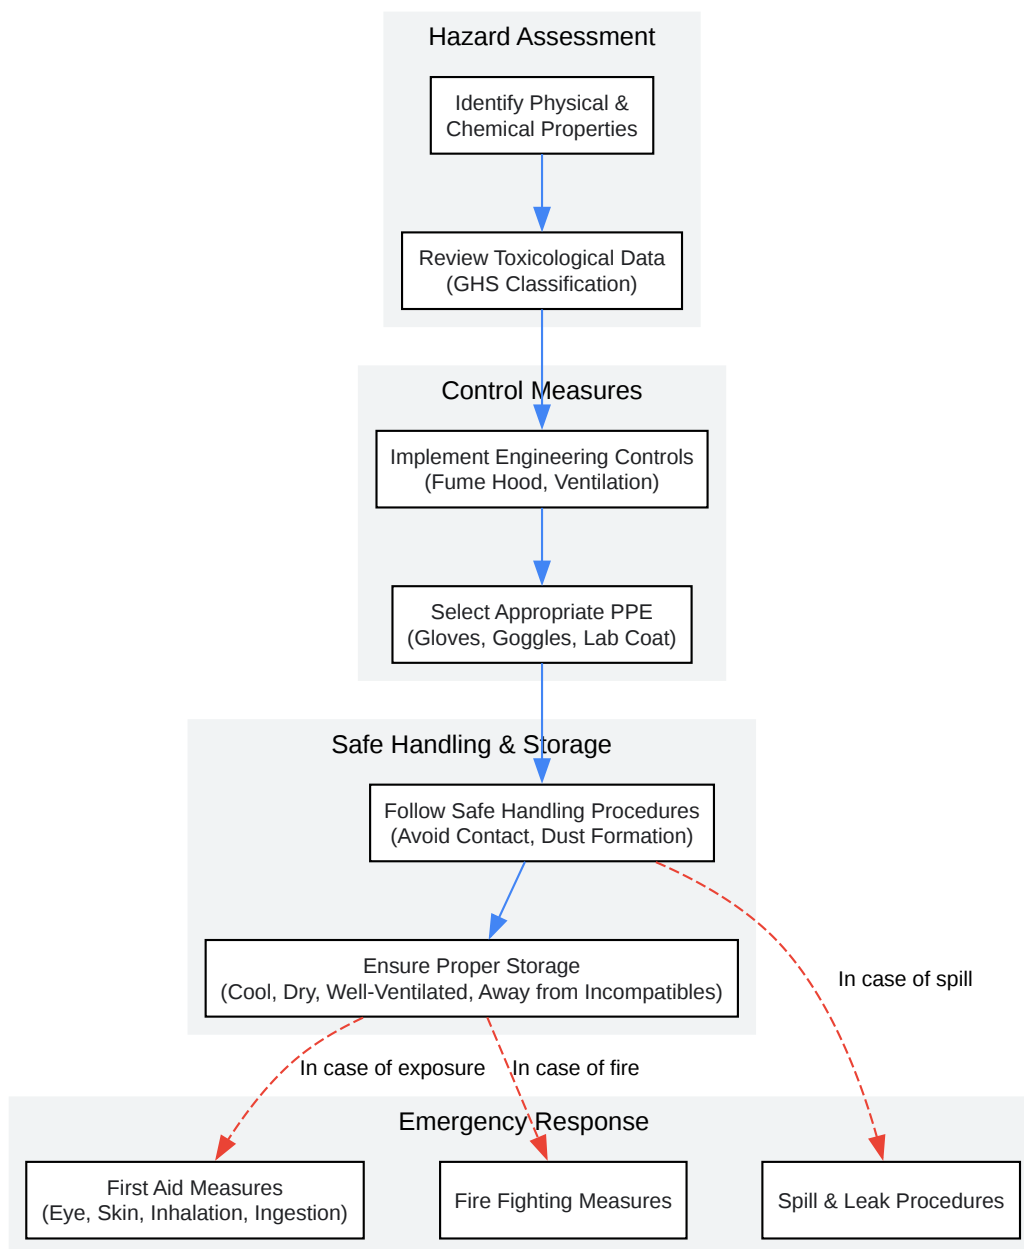 Hazard Assessment
Identify Physical &
Chemical Properties
Review Toxicological Data
(GHS Classification)
Control Measures
Implement Engineering Controls
(Fume Hood, Ventilation)
Select Appropriate PPE
(Gloves, Goggles, Lab Coat)
Safe Handling & Storage
Follow Safe Handling Procedures
(Avoid Contact, Dust Formation)
Ensure Proper Storage
(Cool, Dry, Well-Ventilated, Away from Incompatibles)
In case of spill
In case of exposure
In case of fire
Emergency Response
First Aid Measures
(Eye, Skin, Inhalation, Ingestion)
Fire Fighting Measures
Spill & Leak Procedures